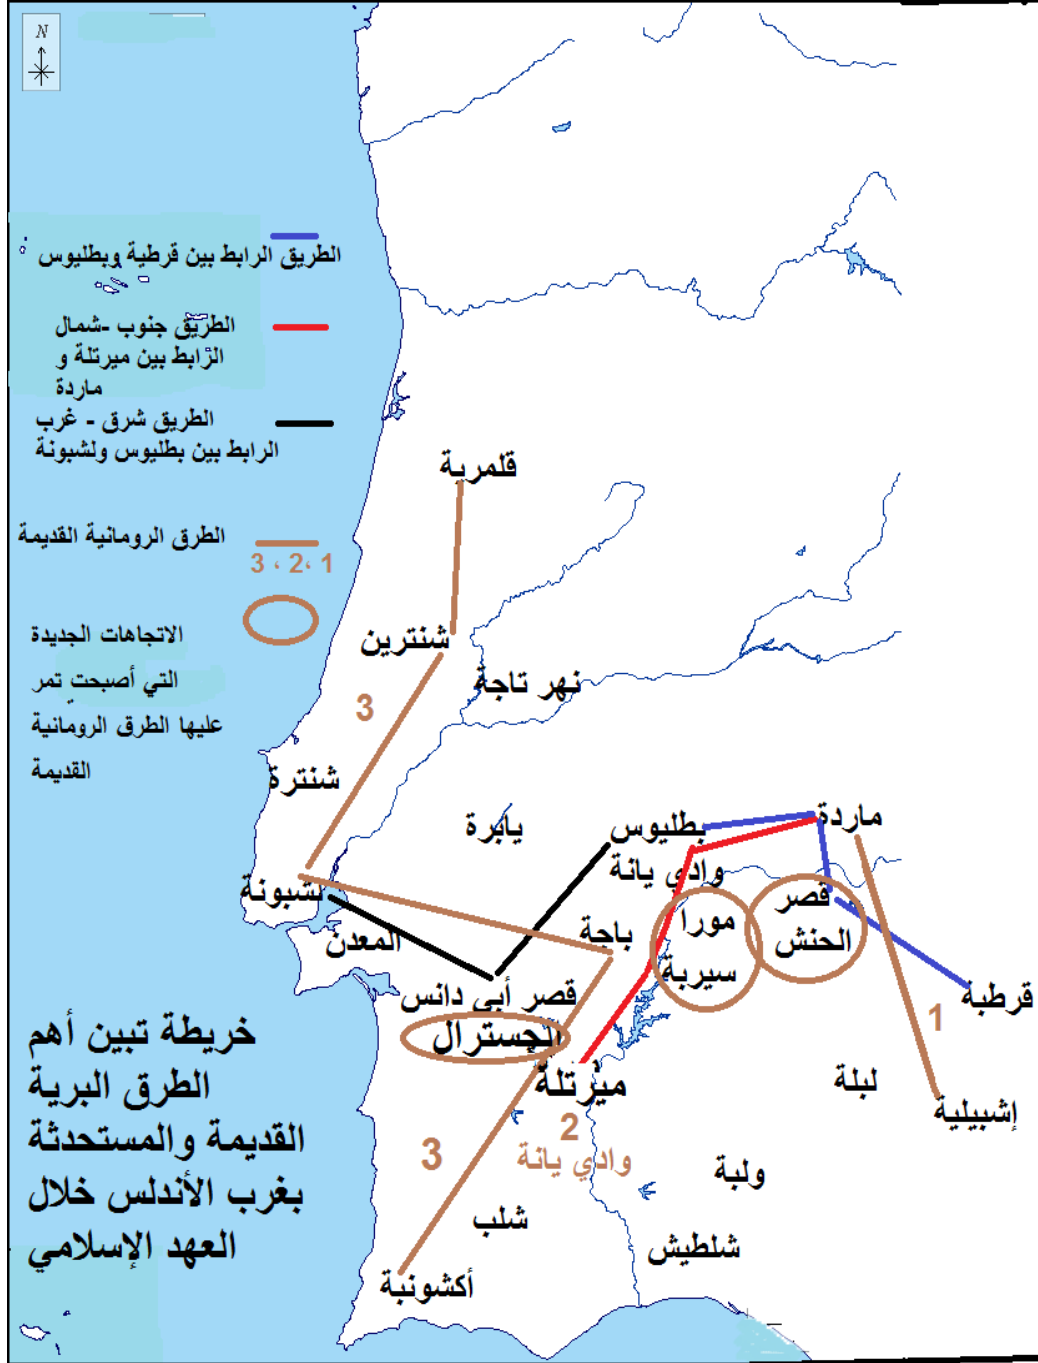 N
الطريق الرابط بين قرطبة وبطليوس
الطريق جنوب -شمال
الرابط بين ميرتلة و
ماردة
الطريق شرق - غرب
الرابط بين بطليوس ولشبونة
الطرق الرومانية القديمة
1 ،2 ، 3
الاتجاهات الجديدة
التي أصبحت تمر
عليها الطرق الرومانية
القديمة
قلمرية
شنترين
نهر تاجة
3
شنترة
يابرة
بطليوس
ماردة
وادي يانة
لشبونة
قصر
الحنش
مورا
سيربة
باجة
المعدن
قصر أبي دانس
الجسترال
قرطبة
1
ميرتلة
لبلة
إشبيلية
2
وادي يانة
3
ولبة
شلب
شلطيش
أكشونبة
خريطة تبين أهم
الطرق البرية
القديمة والمستحدثة
بغرب الأندلس خلال
العهد الإسلامي